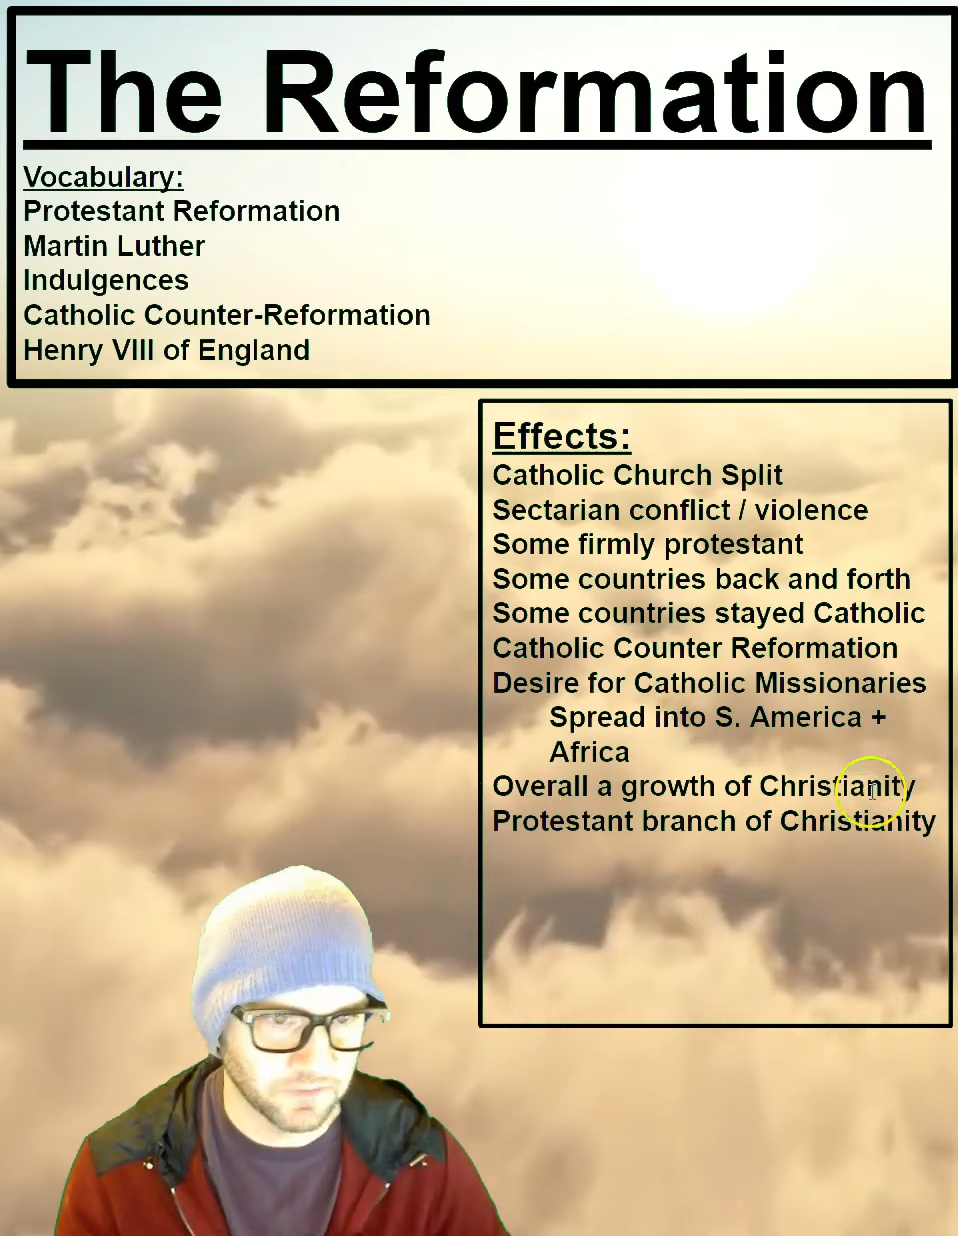 The Reformation
Vocabulary:
Protestant Reformation
Martin Luther
Indulgences
Catholic Counter-Reformation
Henry VIII of England
Effects:
Catholic Church Split
Sectarian conflict / violence
Some firmly protestant
Some countries back and forth
Some countries stayed Catholic
Catholic Counter Reformation
Desire for Catholic Missionaries
Spread into S. America +
Africa
Overall a growth of Christianity
Protestant branch of Christianity